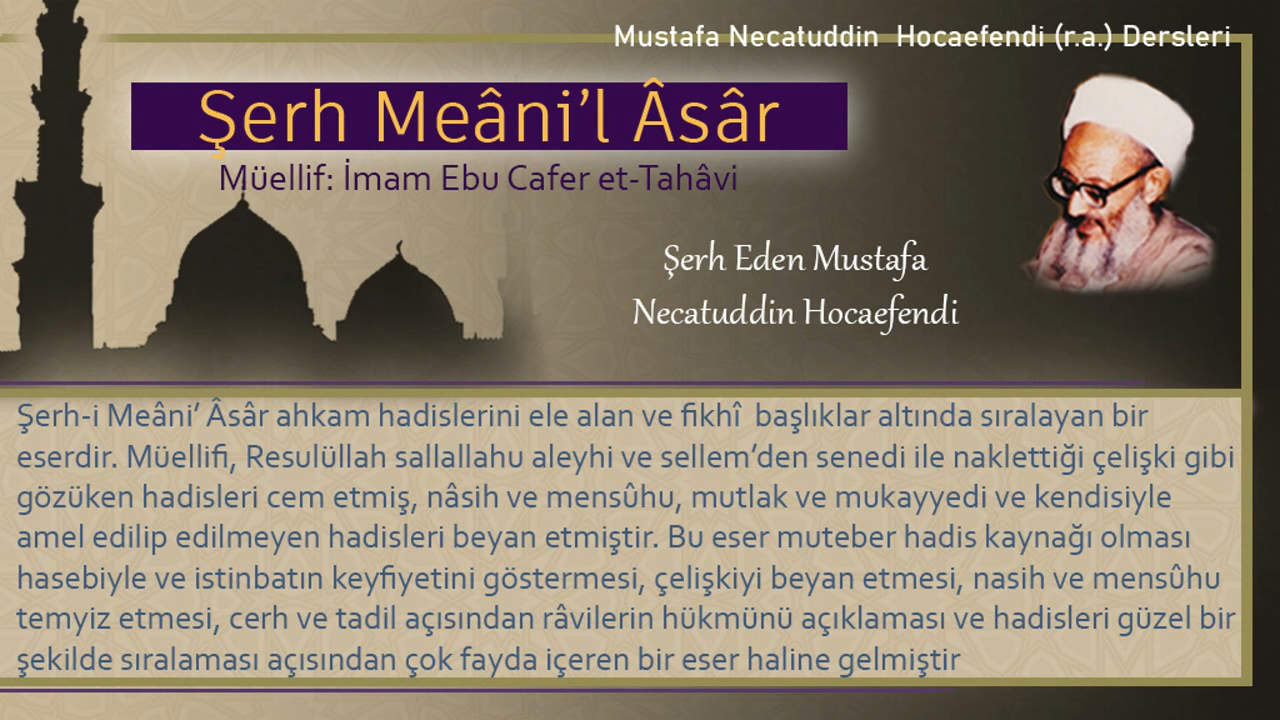 Mustafa Necatuddin Hocaefendi (r.a.) Dersleri
Şerh Meâni’l Âsâr
Müellif: İmam Ebu Cafer et-Tahâvi
Şerh Eden Mustafa
Necatuddin Hocaefendi
Şerh-i Meâni’ Âsâr ahkam hadislerini ele alan ve fikhî başlıklar altında sıralayan bir
eserdir. Müellifi, Resulüllah sallallahu aleyhi ve sellem’den senedi ile naklettiği çelişki gibi
gözüken hadisleri cem etmiş, nâsih ve mensûhu, mutlak ve mukayyedi ve kendisiyle
amel edilip edilmeyen hadisleri beyan etmiştir. Bu eser muteber hadis kaynağı olması
hasebiyle ve istinbatın keyfiyetini göstermesi, çelişkiyi beyan etmesi, nasih ve mensûhu
temyiz etmesi, cerh ve tadil açısından râvilerin hükmünü açıklaması ve hadisleri güzel bir
şekilde sıralaması açısından çok fayda içeren bir eser haline gelmiştir